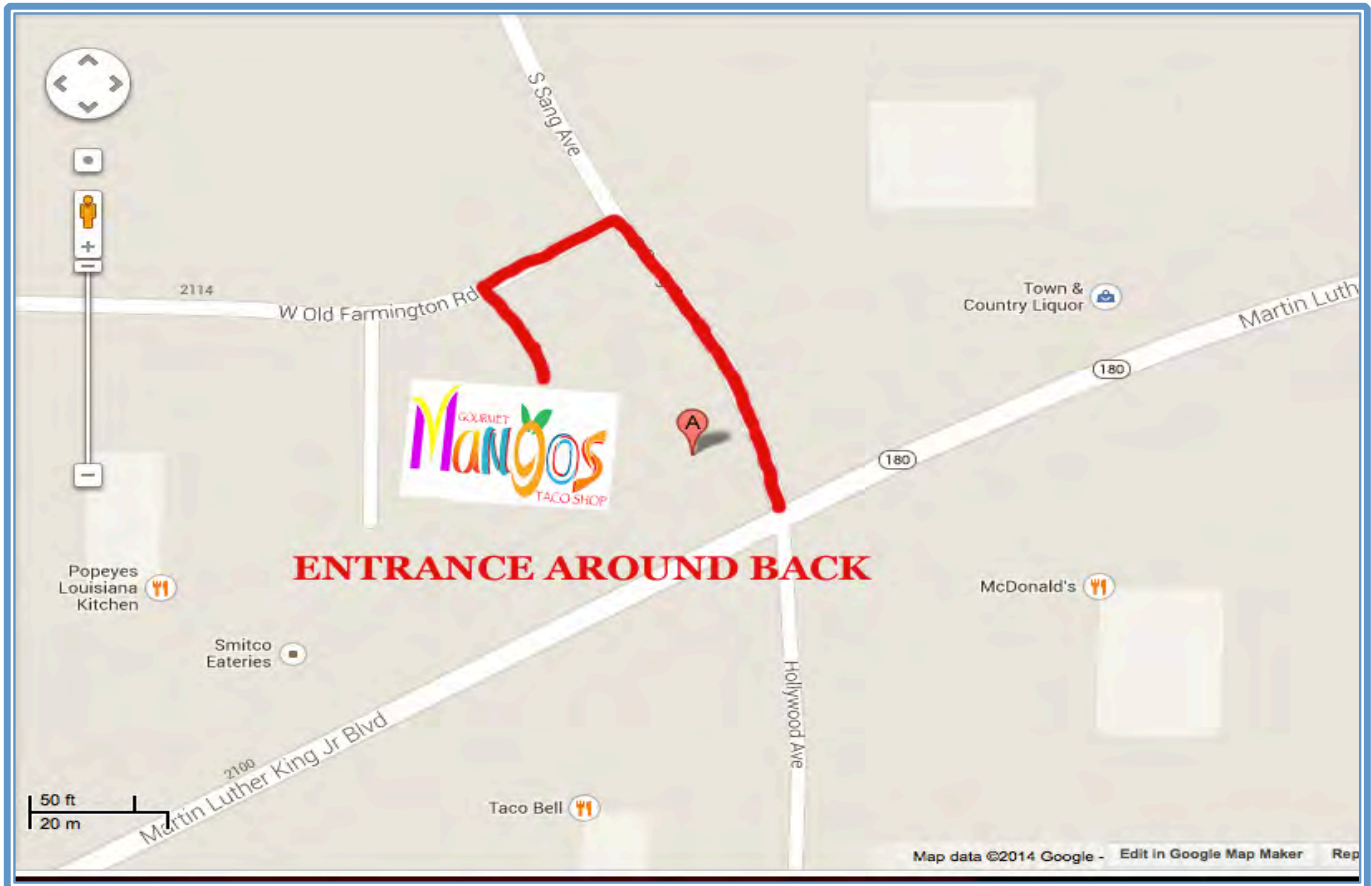 S Sang Ave
2114
W Old Farmington Rd
Town &
Country Liquor
Martin Luth
180
GOURMET
Mangos
TACO SHOP
A
180
ENTRANCE AROUND BACK
Popeyes
Louisiana
Kitchen
McDonald's
Smitco
Eateries
Hollywood Ave
2100
Martin Luther King Jr Blvd
50 ft
20 m
Taco Bell
Map data ©2014 Google - Edit in Google Map Maker Rep